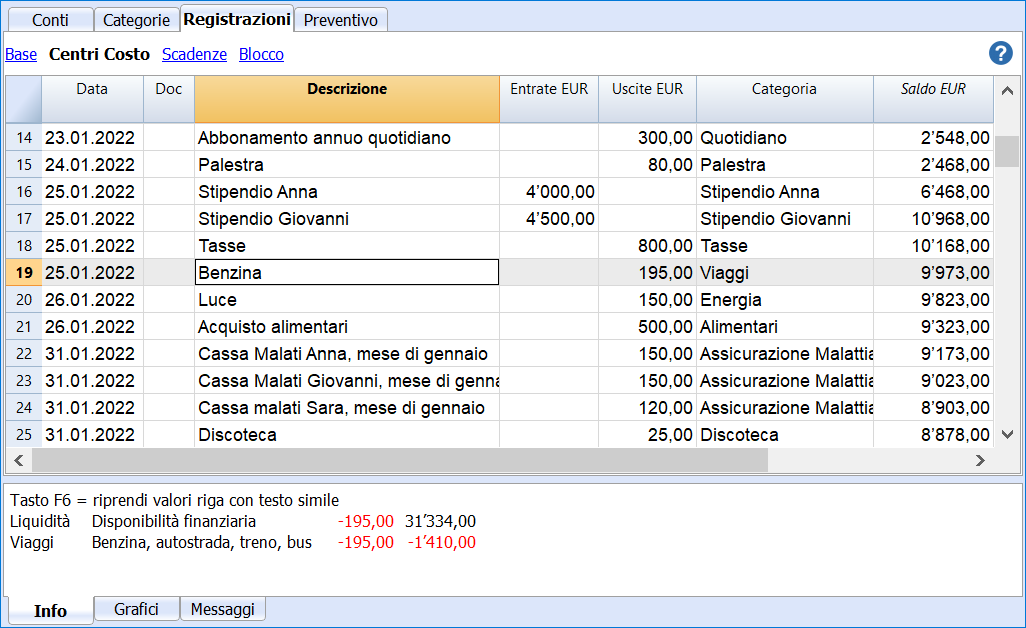 Conti Categorie Registrazioni Preventivo
Base Centri Costo Scadenze Blocco ?
Data Doc Descrizione Entrate EUR Uscite EUR Categoria Saldo EUR
14 23.01.2022 Abbonamento annuo quotidiano 300,00 Quotidiano 2’548,00
15 24.01.2022 Palestra 80,00 Palestra 2’468,00
16 25.01.2022 Stipendio Anna 4’000,00 Stipendio Anna 6’468,00
17 25.01.2022 Stipendio Giovanni 4’500,00 Stipendio Giovanni 10’968,00
18 25.01.2022 Tasse 800,00 Tasse 10’168,00
19 25.01.2022 Benzina 195,00 Viaggi 9’973,00
20 26.01.2022 Luce 150,00 Energia 9’823,00
21 26.01.2022 Acquisto alimentari 500,00 Alimentari 9’323,00
22 31.01.2022 Cassa Malati Anna, mese di gennaio 150,00 Assicurazione Malattia 9’173,00
23 31.01.2022 Cassa Malati Giovanni, mese di genna 150,00 Assicurazione Malattia 9’023,00
24 31.01.2022 Cassa malati Sara, mese di gennaio 120,00 Assicurazione Malattia 8’903,00
25 31.01.2022 Discoteca 25,00 Discoteca 8’878,00
Tasto F6 = riprendi valori riga con testo simile
Liquidità Disponibilità finanziaria -195,00 31’334,00
Viaggi Benzina, autostrada, treno, bus -195,00 -1’410,00
Info Grafici Messaggi